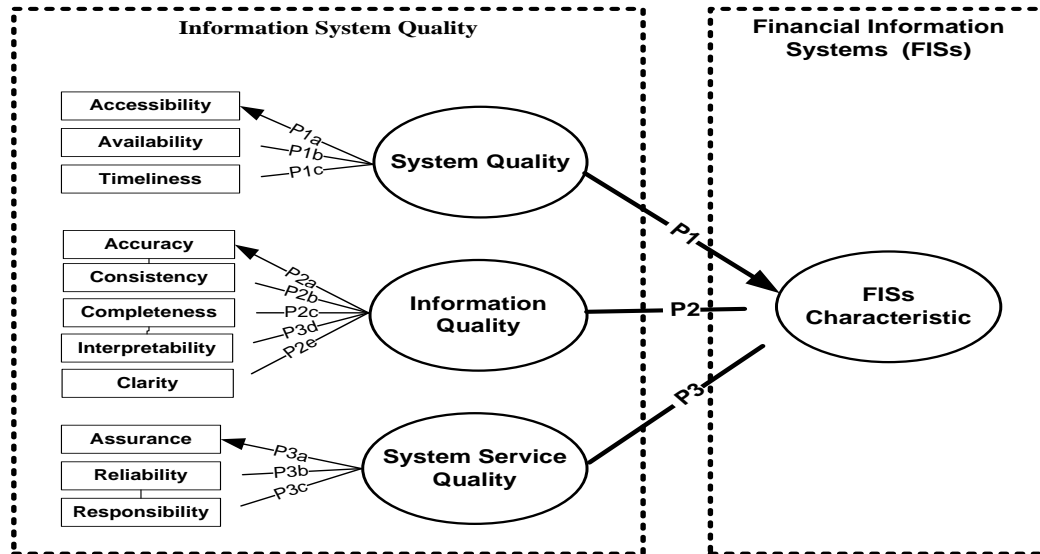 Information System Quality
Financial Information
Systems (FISs)
Accessibility
Availability
Timeliness
P1a
P1b
P1c
System Quality
P1
Accuracy
Consistency
Completeness
Interpretability
Clarity
P2a
P2b
P2c
P3d
P2e
Information
Quality
P2
FISs
Characteristic
Assurance
Reliability
Responsibility
P3a
P3b
P3c
System Service
Quality
P3